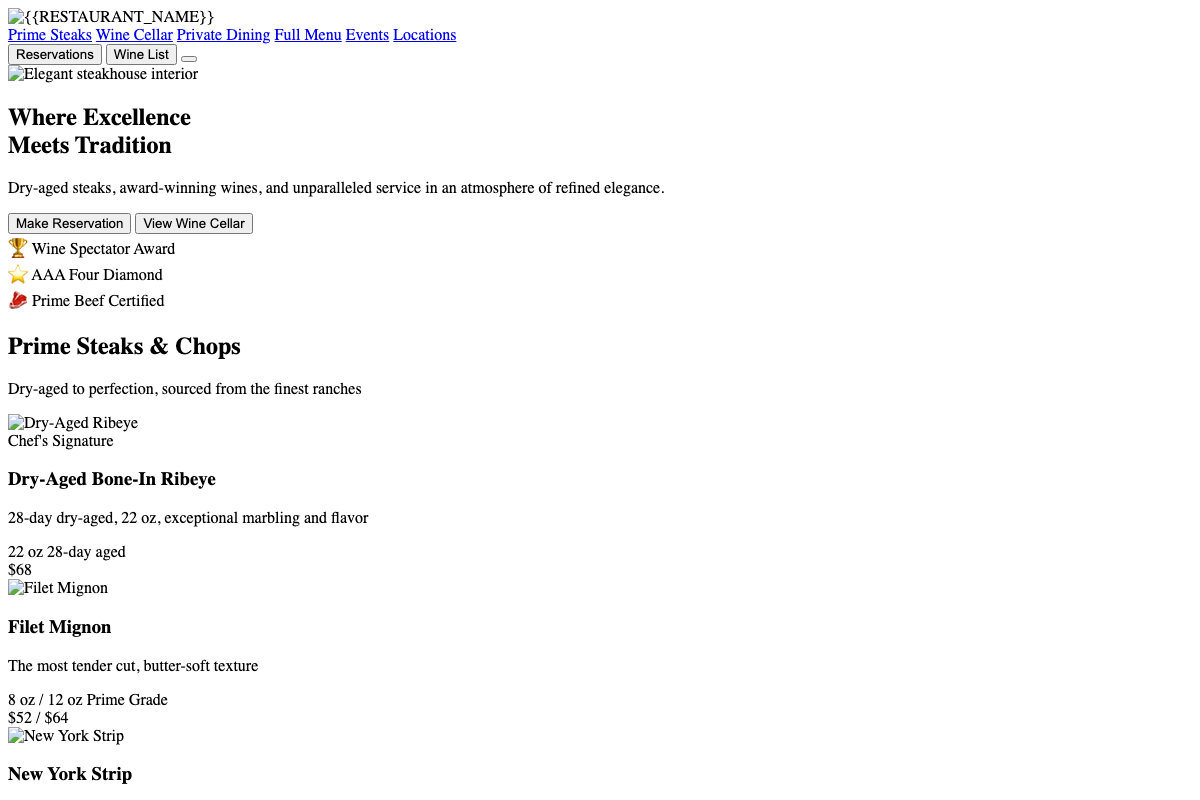 {{RESTAURANT_NAME}}
Prime Steaks Wine Cellar Private Dining Full Menu Events Locations
Reservations Wine List
Elegant steakhouse interior
Where Excellence
Meets Tradition
Dry-aged steaks, award-winning wines, and unparalleled service in an atmosphere of refined elegance.
Make Reservation View Wine Cellar
🏆 Wine Spectator Award
⭐ AAA Four Diamond
🥩 Prime Beef Certified
Prime Steaks & Chops
Dry-aged to perfection, sourced from the finest ranches
Dry-Aged Ribeye
Chef's Signature
Dry-Aged Bone-In Ribeye
28-day dry-aged, 22 oz, exceptional marbling and flavor
22 oz 28-day aged
$68
Filet Mignon
Filet Mignon
The most tender cut, butter-soft texture
8 oz / 12 oz Prime Grade
$52 / $64
New York Strip
New York Strip